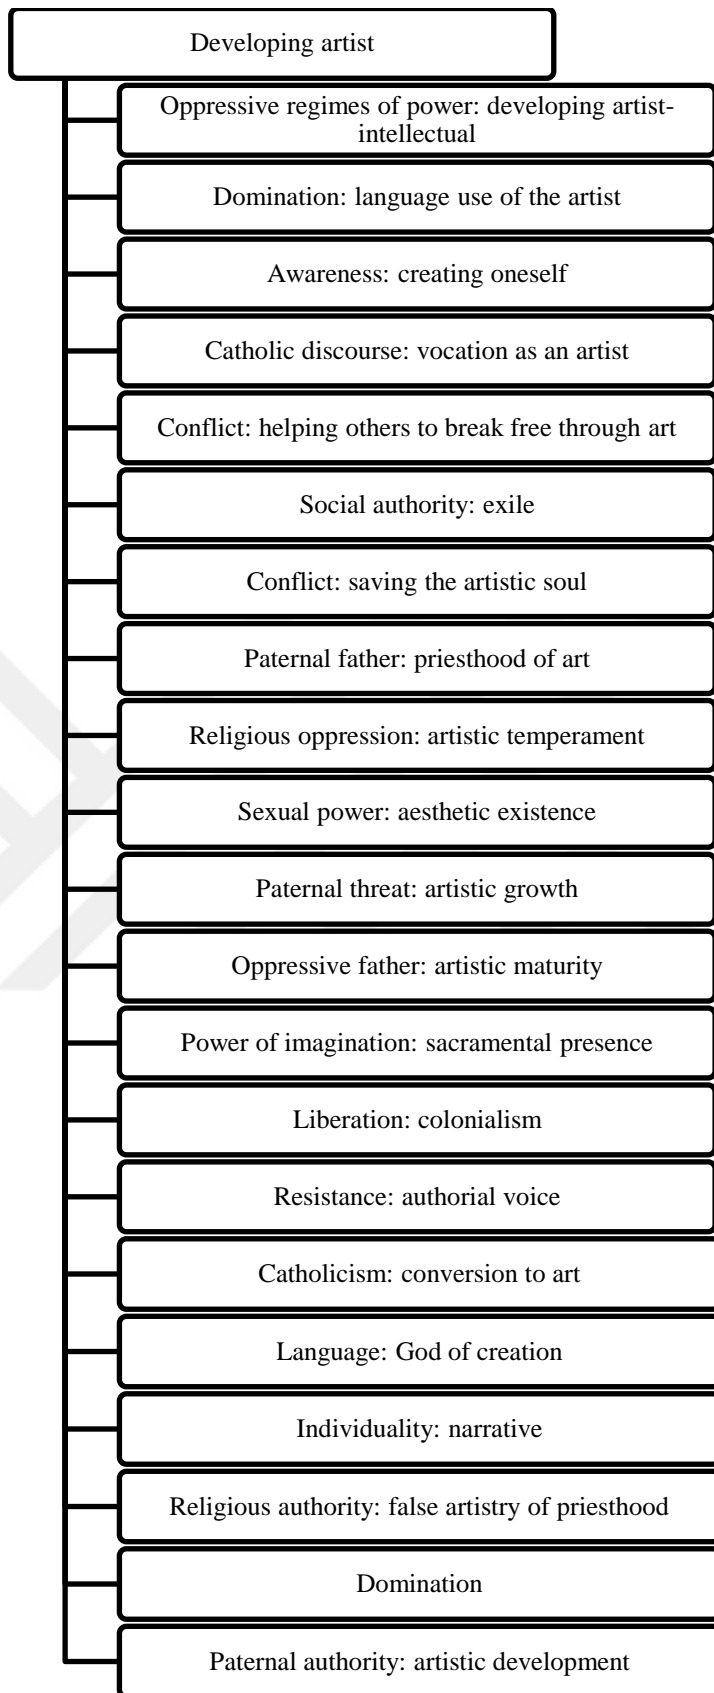 Developing artist
Oppressive regimes of power: developing artist-
intellectual
Domination: language use of the artist
Awareness: creating oneself
Catholic discourse: vocation as an artist
Conflict: helping others to break free through art
Social authority: exile
Conflict: saving the artistic soul
Paternal father: priesthood of art
Religious oppression: artistic temperament
Sexual power: aesthetic existence
Paternal threat: artistic growth
Oppressive father: artistic maturity
Power of imagination: sacramental presence
Liberation: colonialism
Resistance: authorial voice
Catholicism: conversion to art
Language: God of creation
Individuality: narrative
Religious authority: false artistry of priesthood
Domination
Paternal authority: artistic development